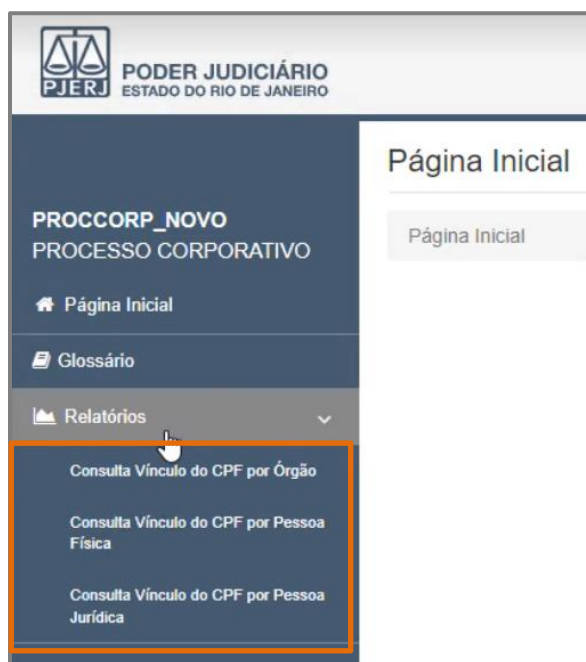 PJERJ
PODER JUDICIÁRIO
ESTADO DO RIO DE JANEIRO
Página Inicial
Página Inicial
PROCCORP_NOVO
PROCESSO CORPORATIVO
Página Inicial
Glossário
Relatórios
Consulta Vínculo do CPF por Órgão
Consulta Vínculo do CPF por Pessoa
Física
Consulta Vínculo do CPF por Pessoa
Jurídica